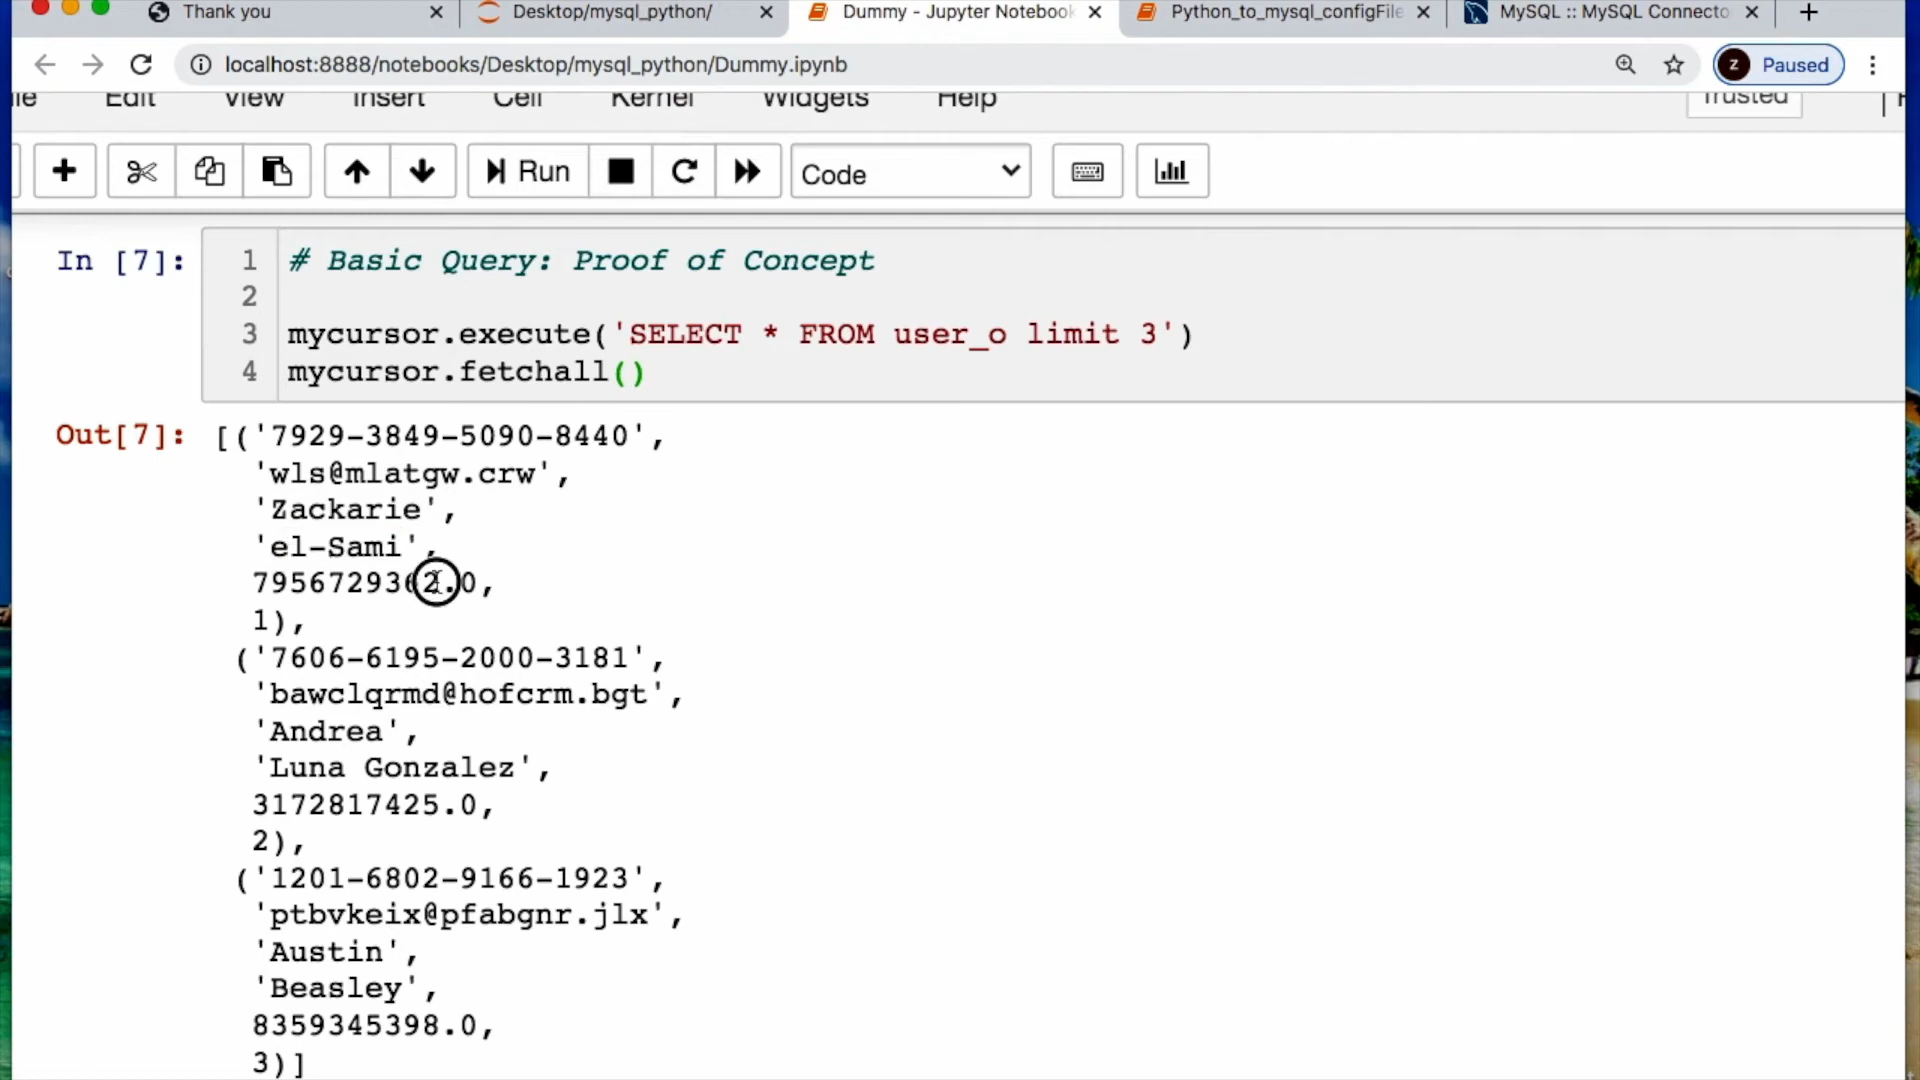 Thank you
Desktop/mysql_python/
Dummy - Jupyter Notebook
Python_to_mysql_configFile
MySQL :: MySQL Connecto
localhost:8888/notebooks/Desktop/mysql_python/Dummy.ipynb
z Paused
le Edit View Insert Cell Kernel Widgets Help Trusted
Run Code
In [7]: 1 # Basic Query: Proof of Concept
2
3 mycursor.execute('SELECT * FROM user_o limit 3')
4 mycursor.fetchall()
Out[7]: [('7929-3849-5090-8440',
'wls@mlatgw.crw',
'Zackarie',
'el-Sami',
7956729362.0,
1),
('7606-6195-2000-3181',
'bawclqrmd@hofcrm.bgt',
'Andrea',
'Luna Gonzalez',
3172817425.0,
2),
('1201-6802-9166-1923',
'ptbvkeix@pfabgnr.jlx',
'Austin',
'Beasley',
8359345398.0,
3)]